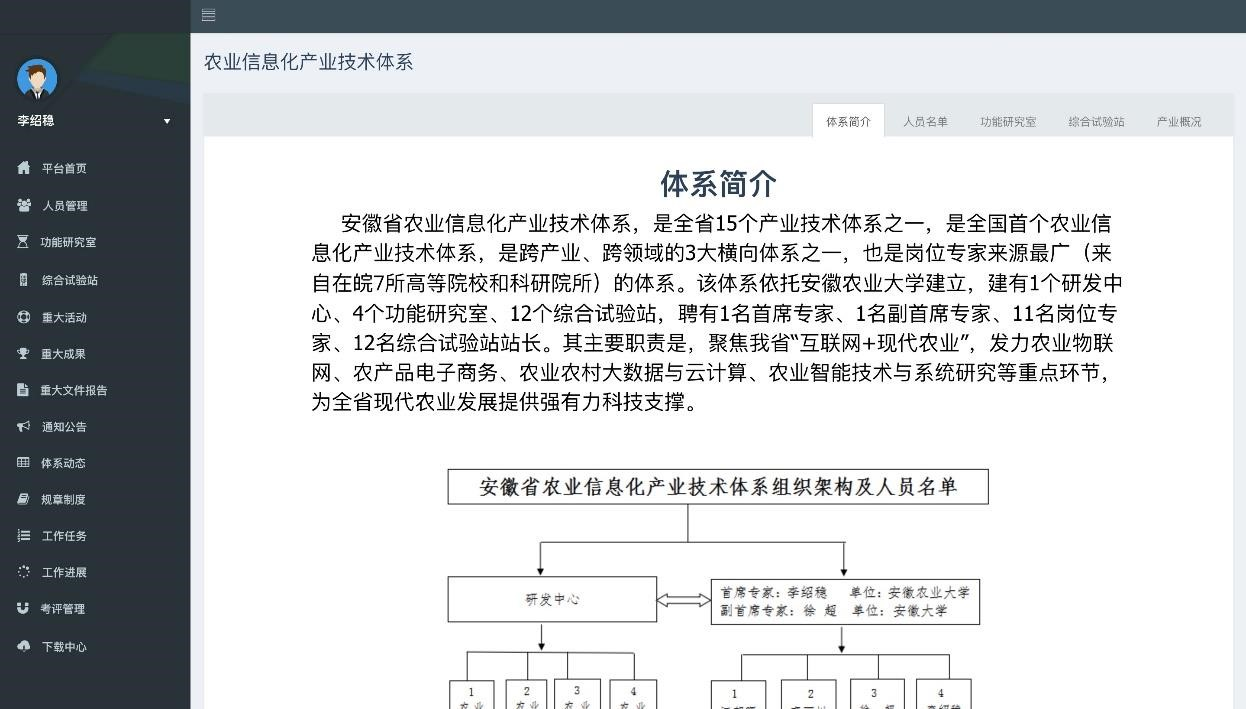 农业信息化产业技术体系
李绍稳
平台首页
人员管理
功能研究室
综合试验站
重大活动
重大成果
重大文件报告
通知公告
体系动态
规章制度
工作任务
工作进展
考评管理
下载中心
体系简介 人员名单 功能研究室 综合试验站 产业概况
体系简介
安徽省农业信息化产业技术体系，是全省15个产业技术体系之一，是全国首个农业信
息化产业技术体系，是跨产业、跨领域的3大横向体系之一，也是岗位专家来源最广（来
自在皖7所高等院校和科研院所）的体系。该体系依托安徽农业大学建立，建有1个研发中
心、4个功能研究室、12个综合试验站，聘有1名首席专家、1名副首席专家、11名岗位专
家、12名综合试验站站长。其主要职责是，聚焦我省“互联网+现代农业”，发力农业物联
网、农产品电子商务、农业农村大数据与云计算、农业智能技术与系统研究等重点环节，
为全省现代农业发展提供强有力科技支撑。
安徽省农业信息化产业技术体系组织架构及人员名单
研发中心
首席专家：李绍稳 单位：安徽农业大学
副首席专家：徐 超 单位：安徽大学
1 2 3 4 1 2 3 4
农业 农业 农业 农业